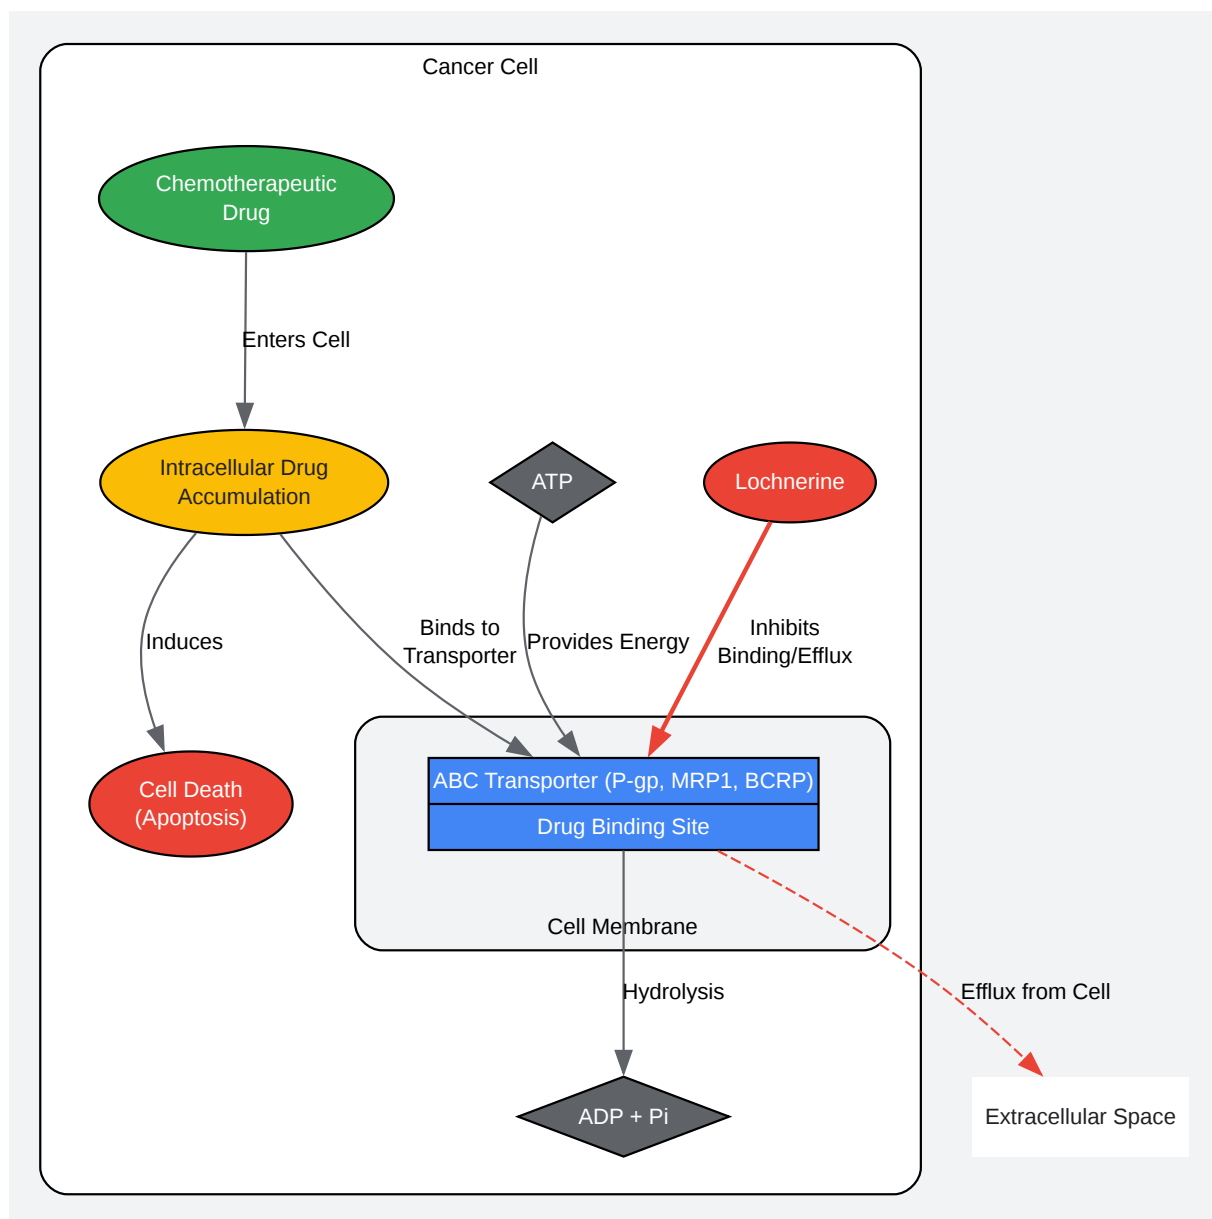 Cancer Cell
Chemotherapeutic
Drug
Enters Cell
Intracellular Drug
Accumulation
ATP
Lochnerine
Induces
Binds to
Transporter
Provides Energy
Inhibits
Binding/Efflux
Cell Death
(Apoptosis)
ABC Transporter (P-gp, MRP1, BCRP)
Drug Binding Site
Cell Membrane
Hydrolysis
Efflux from Cell
ADP + Pi
Extracellular Space